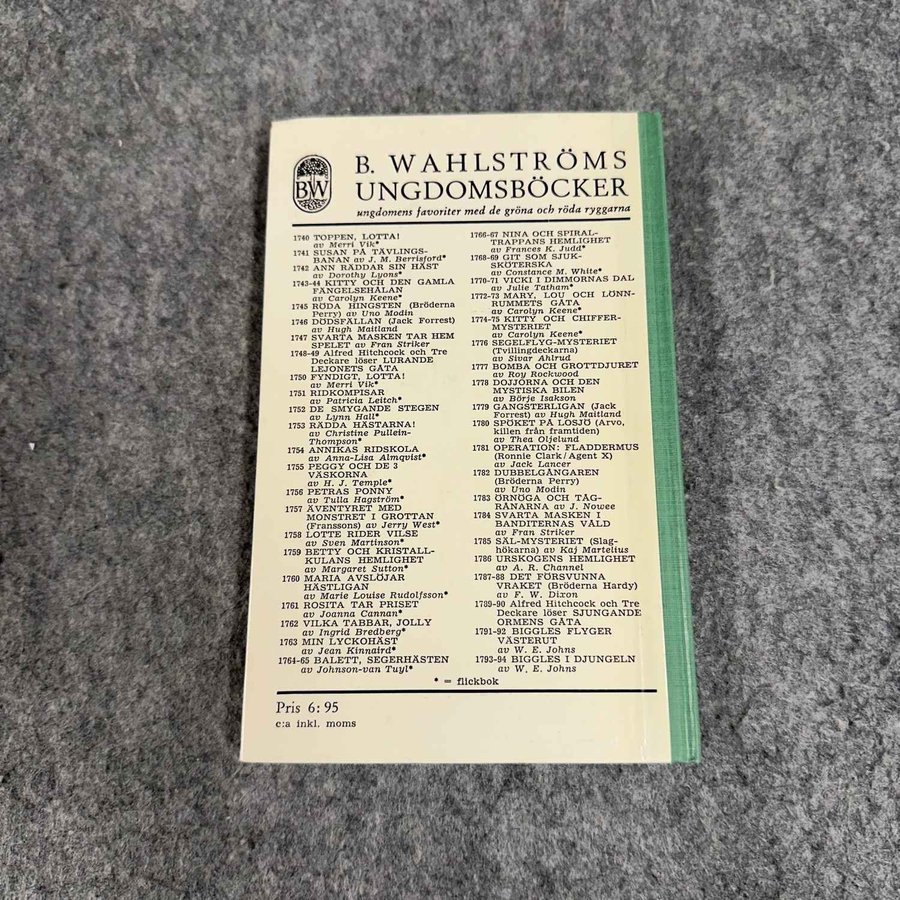 BW
B. WAHLSTRÖMS
UNGDOMSBÖCKER
ungdomens favoriter med de gröna och röda ryggarna
1740 TOPPEN, LOTTA!
av Merri Vik*
1741 SUSAN PÅ TÄVLINGS-
BANAN av J. M. Berrisford*
1742 ANN RÄDDAR SIN HÄST
av Dorothy Lyons*
1743-44 KITTY OCH DEN GAMLA
FÄNGELSEHÅLAN
av Carolyn Keene*
1745 RÖDA HINGSTEN (Bröderna
Perry) av Uno Modin
1746 DÖDSFÄLLAN (Jack Forrest)
av Hugh Maitland
1747 SVARTA MASKEN TAR HEM
SPELET av Fran Striker
1748-49 Alfred Hitchcock och Tre
Deckare löser LURANDE
LEJONETS GÅTA
1750 FYNDIGT, LOTTA!
av Merri Vik*
1751 RIDKOMPISAR
av Patricia Leitch*
1752 DE SMYGANDE STEGEN
av Lynn Hall*
1753 RÄDDA HÄSTARNA!
av Christine Pullein-
Thompson*
1754 ANNIKAS RIDSKOLA
av Anna-Lisa Almqvist*
1755 PEGGY OCH DE 3
VÄSKORNA
av H. J. Temple*
1756 PETRAS PONNY
av Tulla Hagström*
1757 ÄVENTYRET MED
MONSTRET I GROTTAN
(Franssons) av Jerry West*
1758 LOTTE RIDER VILSE
av Sven Martinson*
1759 BETTY OCH KRISTALL-
KULANS HEMLIGHET
av Margaret Sutton*
1760 MARIA AVSLÖJAR
HÄSTLIGAN
av Marie Louise Rudolfsson*
1761 ROSITA TAR PRISET
av Joanna Cannan*
1762 VILKA TABBAR, JOLLY
av Ingrid Bredberg*
1763 MIN LYCKOHÄST
av Jean Kinnaird*
1764-65 BALETT, SEGERHÄSTEN
av Johnson-van Tuyl*
1766-67 NINA OCH SPIRAL-
TRAPPANS HEMLIGHET
av Frances K. Judd*
1768-69 GIT SOM SJUK-
SKÖTERSKA
av Constance M. White*
1770-71 VICKI I DIMMORNAS DAL
av Julie Tatham*
1772-73 MARY, LOU OCH LÖNN-
RUMMETS GÅTA
av Carolyn Keene*
1774-75 KITTY OCH CHIFFER-
MYSTERIET
av Carolyn Keene*
1776 SEGELFLYG-MYSTERIET
(Tvillingdeckarna)
av Sivar Ahlrud
1777 BOMBA OCH GROTTDJURET
av Roy Rockwood
1778 DOJJORNA OCH DEN
MYSTISKA BILEN
av Börje Isakson
1779 GANGSTERLIGAN (Jack
Forrest) av Hugh Maitland
1780 SPÖKET PÅ LOSJÖ (Arvo,
killen från framtiden)
av Thea Oljelund
1781 OPERATION: FLADDERMUS
(Ronnie Clark/Agent X)
av Jack Lancer
1782 DUBBELGÅNGAREN
(Bröderna Perry)
av Uno Modin
1783 ÖRNÖGA OCH TÅG-
RÅNARNA av J. Nowee
1784 SVARTA MASKEN I
BANDITERNAS VÅLD
av Fran Striker
1785 SÄL-MYSTERIET (Slag-
hökarna) av Kaj Martelius
1786 URSKOGENS HEMLIGHET
av A. R. Channel
1787-88 DET FÖRSVUNNA
VRAKET (Bröderna Hardy)
av F. W. Dixon
1789-90 Alfred Hitchcock och Tre
Deckare löser SJUNGANDE
ORMENS GÅTA
1791-92 BIGGLES FLYGER
VÄSTERUT
av W. E. Johns
1793-94 BIGGLES I DJUNGELN
av W. E. Johns
* = flickbok
Pris 6: 95
c:a inkl. moms